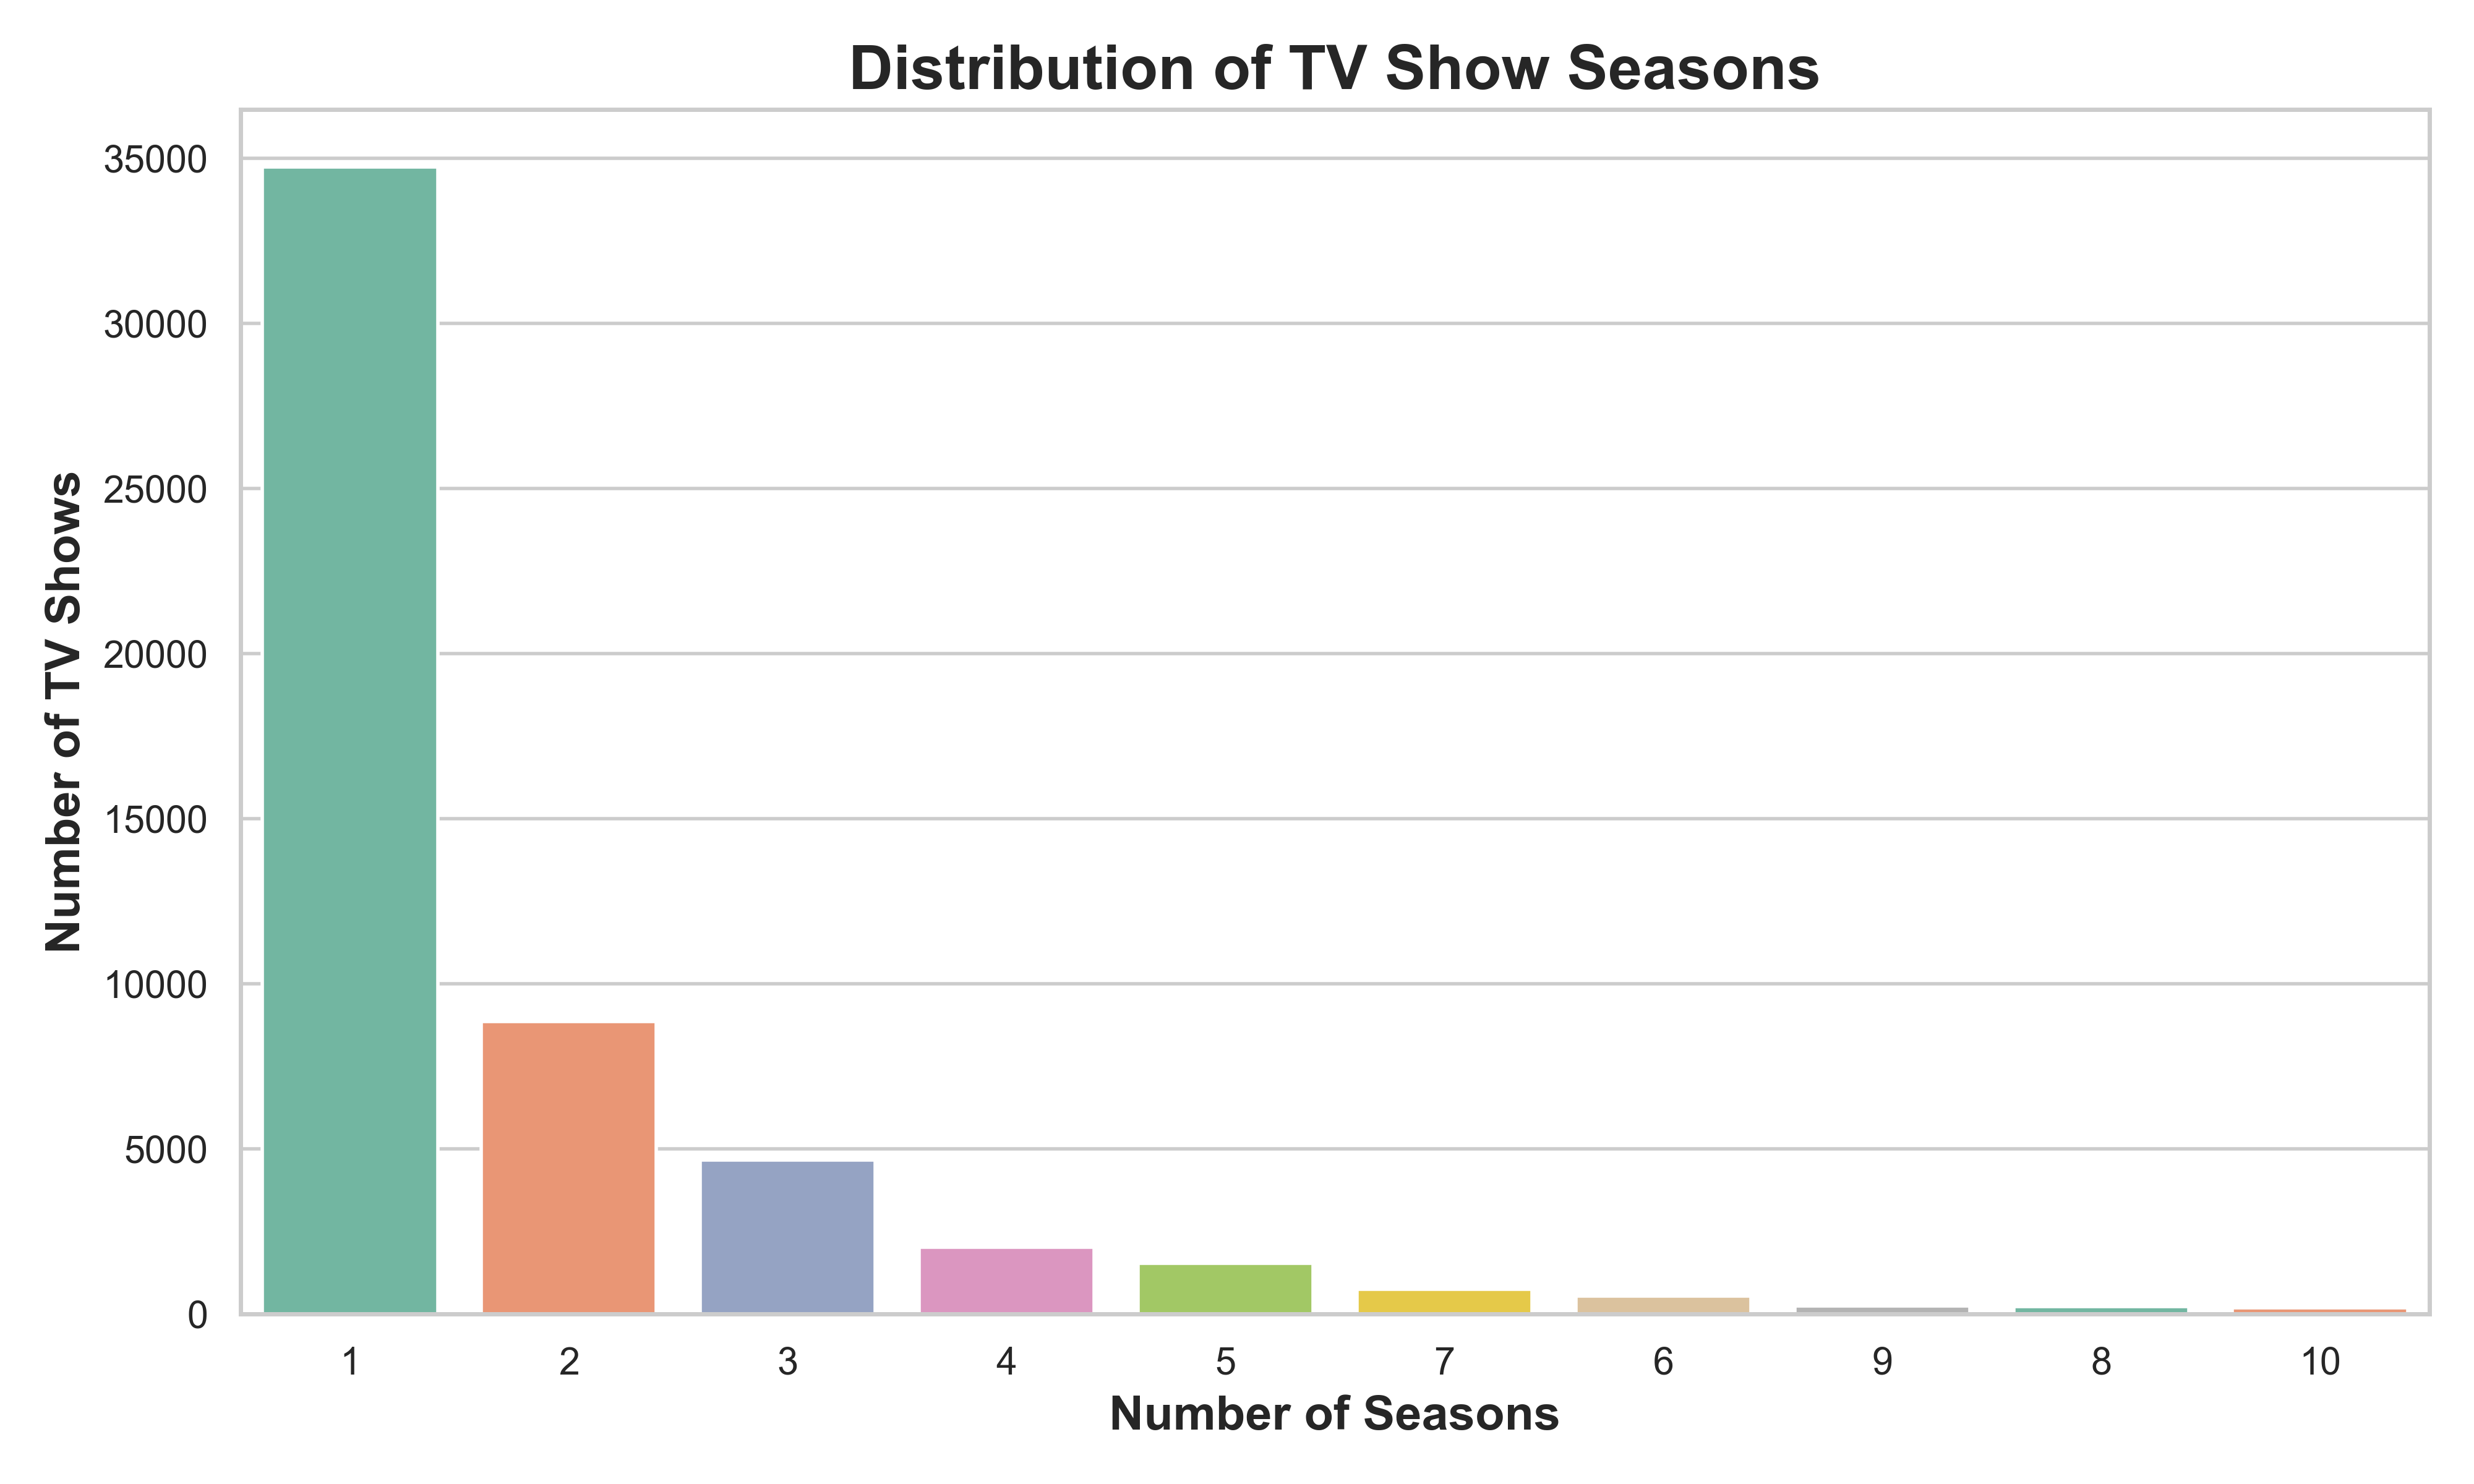 Distribution of TV Show Seasons
Number of TV Shows
35000
30000
25000
20000
15000
10000
5000
0
1 2 3 4 5 7 6 9 8 10
Number of Seasons